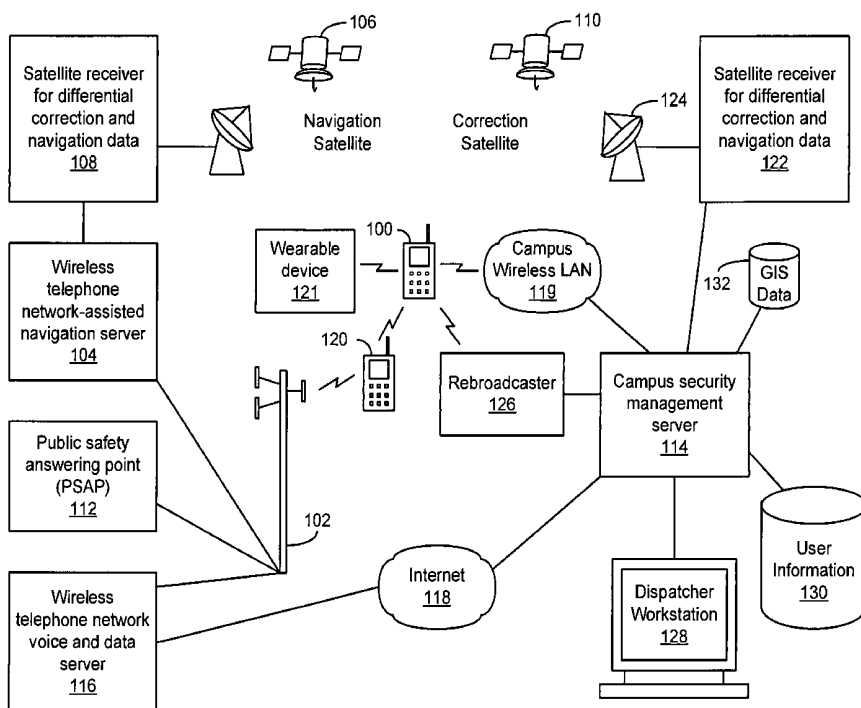 106
110
Satellite receiver
for differential
correction and
navigation data
108
Navigation
Satellite
Correction
Satellite
124
Satellite receiver
for differential
correction and
navigation data
122
100
Wearable
device
121
Campus
Wireless LAN
119
132
GIS
Data
Wireless
telephone
network-assisted
navigation server
104
120
Rebroadcaster
126
Campus security
management
server
114
Public safety
answering point
(PSAP)
112
102
Internet
118
User
Information
130
Wireless
telephone network
voice and data
server
116
Dispatcher
Workstation
128